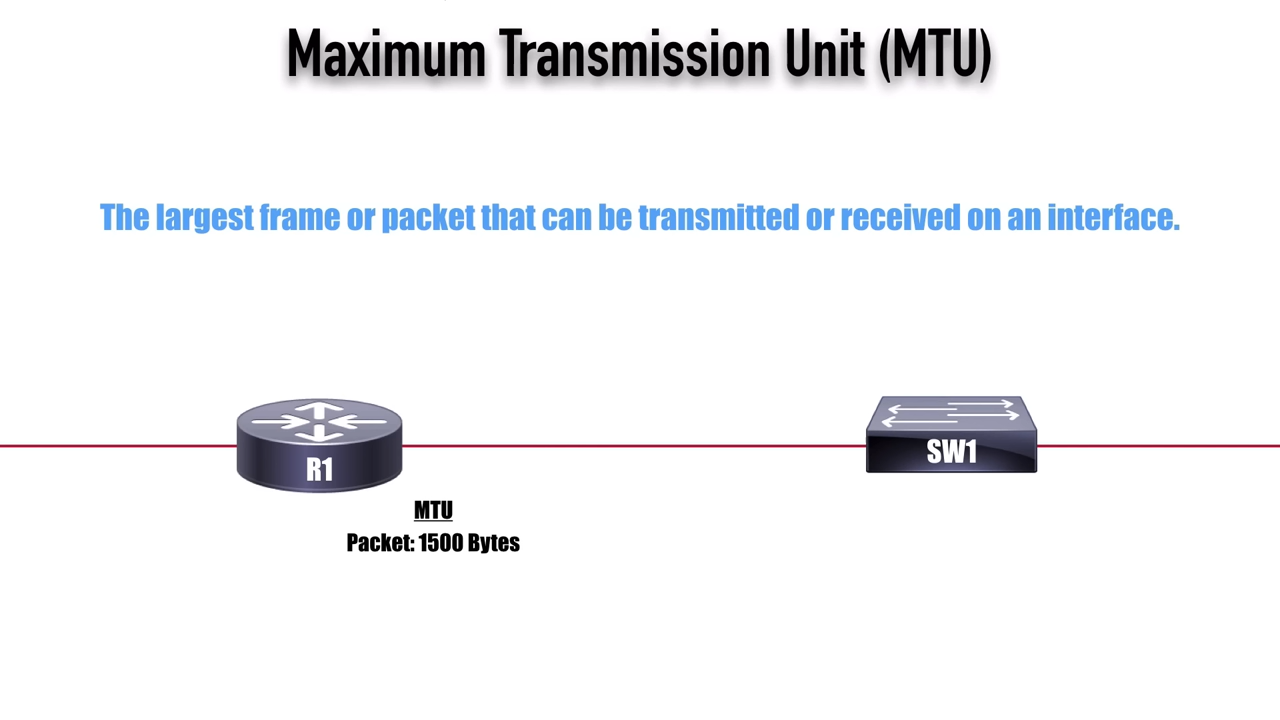 Maximum Transmission Unit (MTU)
The largest frame or packet that can be transmitted or received on an interface.
R1
SW1
MTU
Packet: 1500 Bytes